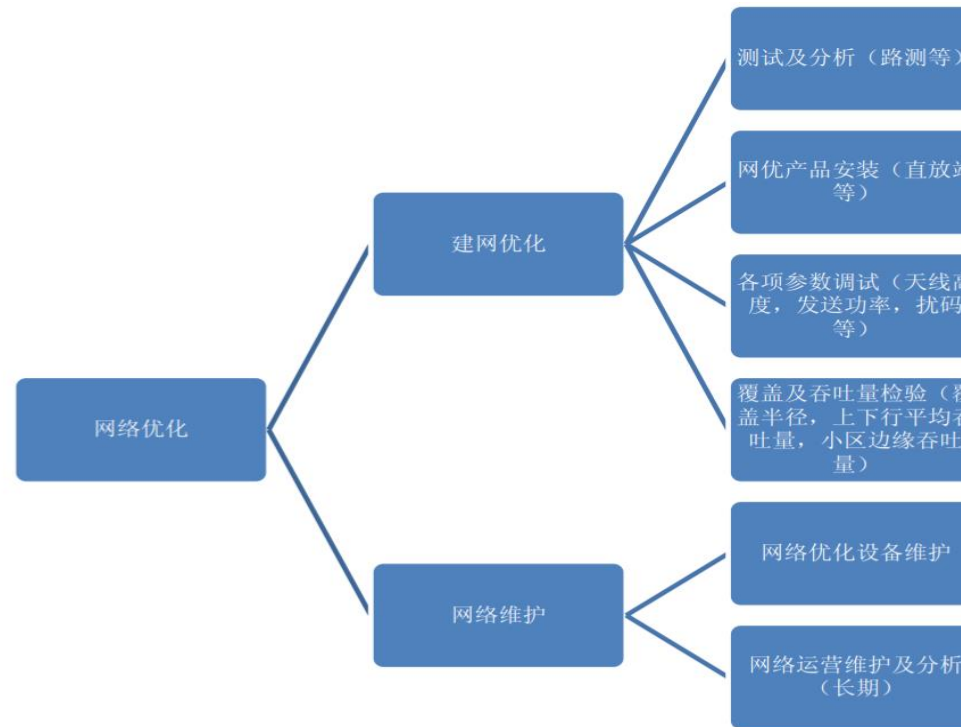 网络优化
建网优化
测试及分析（路测等）
网优产品安装（直放站
等）
各项参数调试（天线高
度，发送功率，扰码
等）
覆盖及吞吐量检验（覆
盖半径，上下行平均吞
吐量，小区边缘吞吐
量）
网络维护
网络优化设备维护
网络运营维护及分析
（长期）